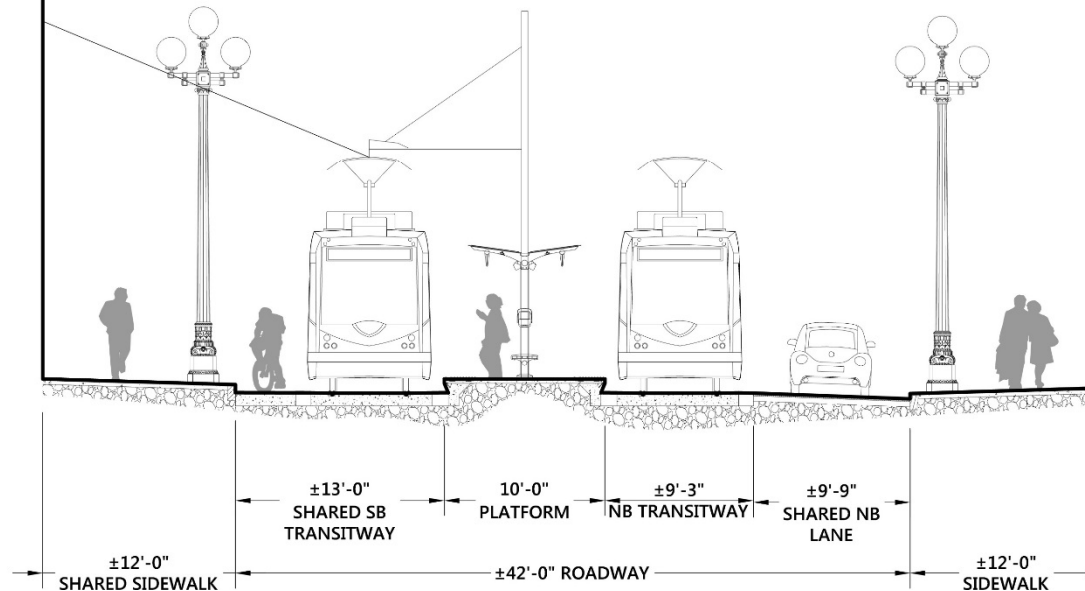 ±13'-0"
SHARED SB
TRANSITWAY
10'-0"
PLATFORM
±9'-3"
NB TRANSITWAY
±9'-9"
SHARED NB
LANE
±12'-0"
SHARED SIDEWALK
±42'-0" ROADWAY
±12'-0"
SIDEWALK